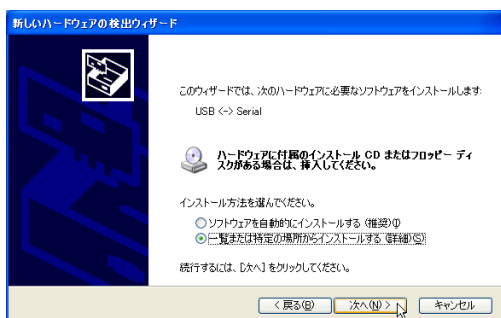 新しいハードウェアの検出ウィザード
このウィザードでは、次のハードウェアに必要なソフトウェアをインストールします:
USB <-> Serial
ハードウェアに付属のインストール CD またはフロッピー ディ
スクがある場合は、挿入してください。
インストール方法を選んでください。
ソフトウェアを自動的にインストールする (推奨)(I)
一覧または特定の場所からインストールする (詳細)(S)
続行するには、[次へ] をクリックしてください。
< 戻る(B) 次へ(N) > キャンセル